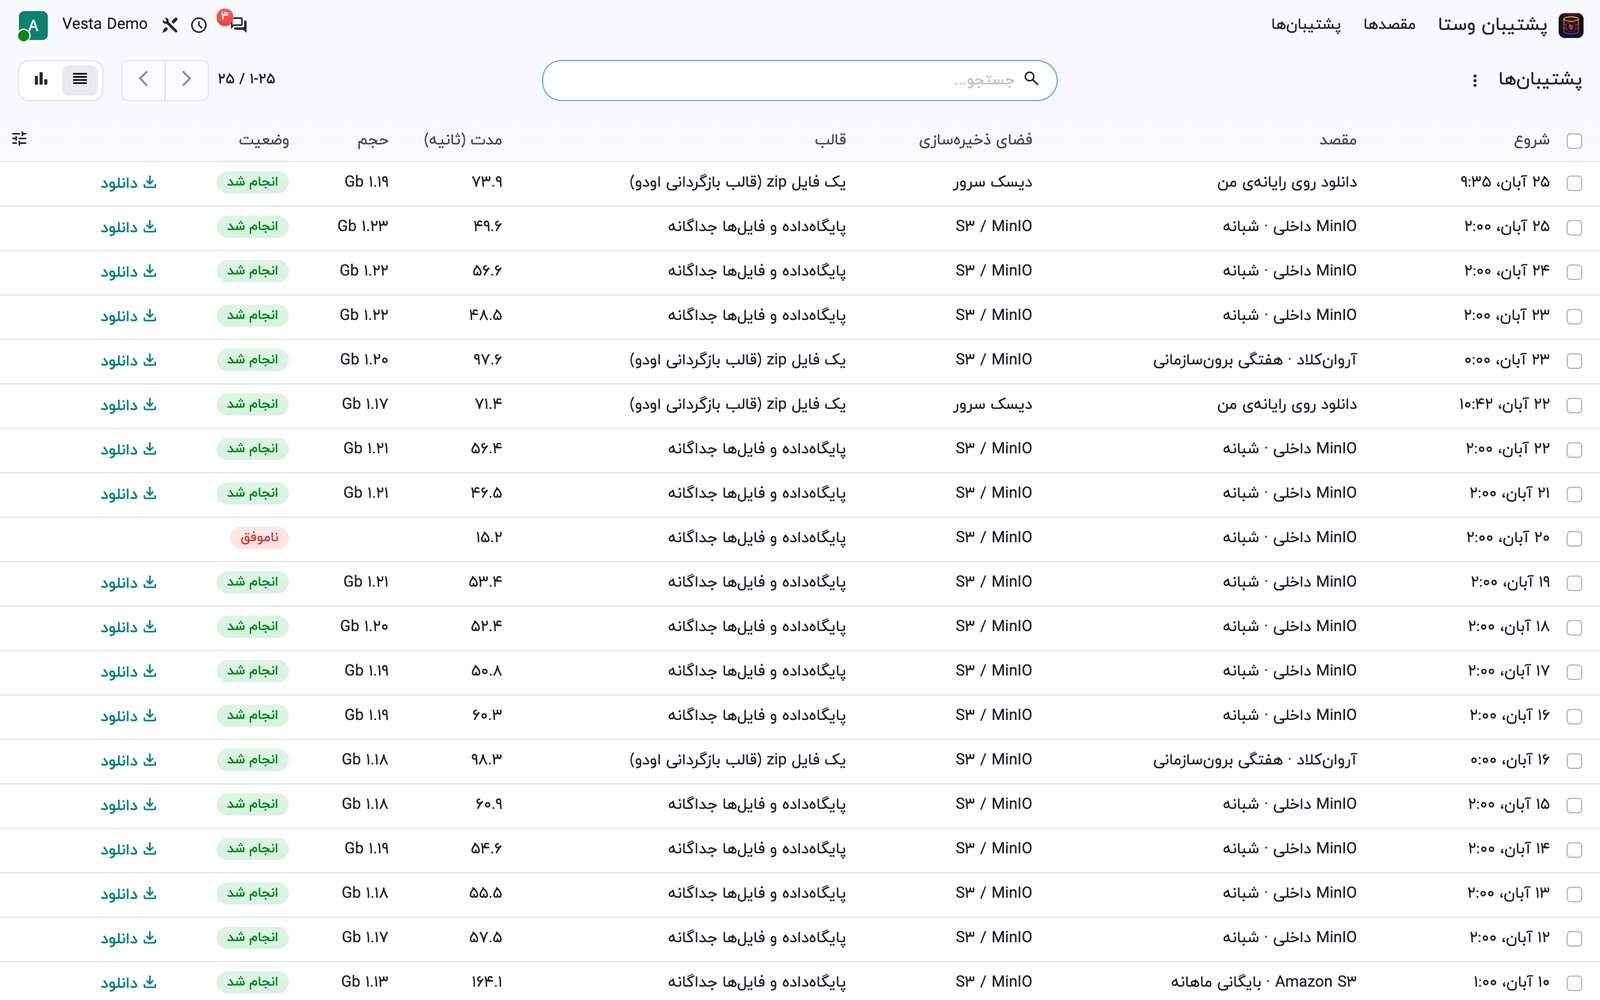 پشتیبان وستا مقصدها پشتیبان‌ها ۳ Vesta Demo A
پشتیبان‌ها جستجو... ۱-۲۵ / ۲۵
شروع مقصد فضای ذخیره‌سازی قالب مدت (ثانیه) حجم وضعیت
۲۵ آبان، ۹:۳۵ دانلود روی رایانه‌ی من دیسک سرور یک فایل zip (قالب بازگردانی اودو) ۷۳.۹ ۱.۱۹ Gb انجام شد دانلود
۲۵ آبان، ۲:۰۰ MinIO داخلی · شبانه S۳ / MinIO پایگاه‌داده و فایل‌ها جداگانه ۴۹.۶ ۱.۲۳ Gb انجام شد دانلود
۲۴ آبان، ۲:۰۰ MinIO داخلی · شبانه S۳ / MinIO پایگاه‌داده و فایل‌ها جداگانه ۵۶.۶ ۱.۲۲ Gb انجام شد دانلود
۲۳ آبان، ۲:۰۰ MinIO داخلی · شبانه S۳ / MinIO پایگاه‌داده و فایل‌ها جداگانه ۴۸.۵ ۱.۲۲ Gb انجام شد دانلود
۲۳ آبان، ۰:۰۰ آروان‌کلاد · هفتگی برون‌سازمانی S۳ / MinIO یک فایل zip (قالب بازگردانی اودو) ۹۷.۶ ۱.۲۰ Gb انجام شد دانلود
۲۲ آبان، ۱۰:۴۲ دانلود روی رایانه‌ی من دیسک سرور یک فایل zip (قالب بازگردانی اودو) ۷۱.۴ ۱.۱۷ Gb انجام شد دانلود
۲۲ آبان، ۲:۰۰ MinIO داخلی · شبانه S۳ / MinIO پایگاه‌داده و فایل‌ها جداگانه ۵۶.۴ ۱.۲۱ Gb انجام شد دانلود
۲۱ آبان، ۲:۰۰ MinIO داخلی · شبانه S۳ / MinIO پایگاه‌داده و فایل‌ها جداگانه ۴۶.۵ ۱.۲۱ Gb انجام شد دانلود
۲۰ آبان، ۲:۰۰ MinIO داخلی · شبانه S۳ / MinIO پایگاه‌داده و فایل‌ها جداگانه ۱۵.۲ ناموفق
۱۹ آبان، ۲:۰۰ MinIO داخلی · شبانه S۳ / MinIO پایگاه‌داده و فایل‌ها جداگانه ۵۳.۴ ۱.۲۱ Gb انجام شد دانلود
۱۸ آبان، ۲:۰۰ MinIO داخلی · شبانه S۳ / MinIO پایگاه‌داده و فایل‌ها جداگانه ۵۲.۴ ۱.۲۰ Gb انجام شد دانلود
۱۷ آبان، ۲:۰۰ MinIO داخلی · شبانه S۳ / MinIO پایگاه‌داده و فایل‌ها جداگانه ۵۰.۸ ۱.۱۹ Gb انجام شد دانلود
۱۶ آبان، ۲:۰۰ MinIO داخلی · شبانه S۳ / MinIO پایگاه‌داده و فایل‌ها جداگانه ۶۰.۳ ۱.۱۹ Gb انجام شد دانلود
۱۶ آبان، ۰:۰۰ آروان‌کلاد · هفتگی برون‌سازمانی S۳ / MinIO یک فایل zip (قالب بازگردانی اودو) ۹۸.۳ ۱.۱۸ Gb انجام شد دانلود
۱۵ آبان، ۲:۰۰ MinIO داخلی · شبانه S۳ / MinIO پایگاه‌داده و فایل‌ها جداگانه ۶۰.۹ ۱.۱۸ Gb انجام شد دانلود
۱۴ آبان، ۲:۰۰ MinIO داخلی · شبانه S۳ / MinIO پایگاه‌داده و فایل‌ها جداگانه ۵۴.۶ ۱.۱۹ Gb انجام شد دانلود
۱۳ آبان، ۲:۰۰ MinIO داخلی · شبانه S۳ / MinIO پایگاه‌داده و فایل‌ها جداگانه ۵۵.۵ ۱.۱۸ Gb انجام شد دانلود
۱۲ آبان، ۲:۰۰ MinIO داخلی · شبانه S۳ / MinIO پایگاه‌داده و فایل‌ها جداگانه ۵۷.۵ ۱.۱۷ Gb انجام شد دانلود
۱۰ آبان، ۱:۰۰ Amazon S۳ · بایگانی ماهانه S۳ / MinIO پایگاه‌داده و فایل‌ها جداگانه ۱۶۴.۱ ۱.۱۳ Gb انجام شد دانلود